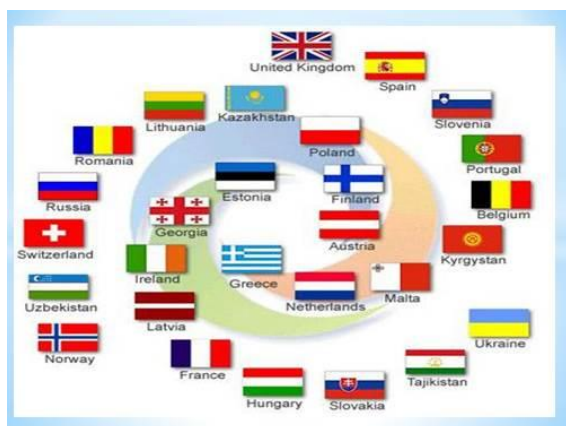 United Kingdom
Spain
Kazakhstan
Slovenia
Lithuania
Poland
Romania
Portugal
Estonia
Finland
Russia
Belgium
Georgia
Austria
Switzerland
Kyrgystan
Ireland
Greece
Malta
Uzbekistan
Netherlands
Latvia
Ukraine
Norway
France
Tajikistan
Hungary
Slovakia